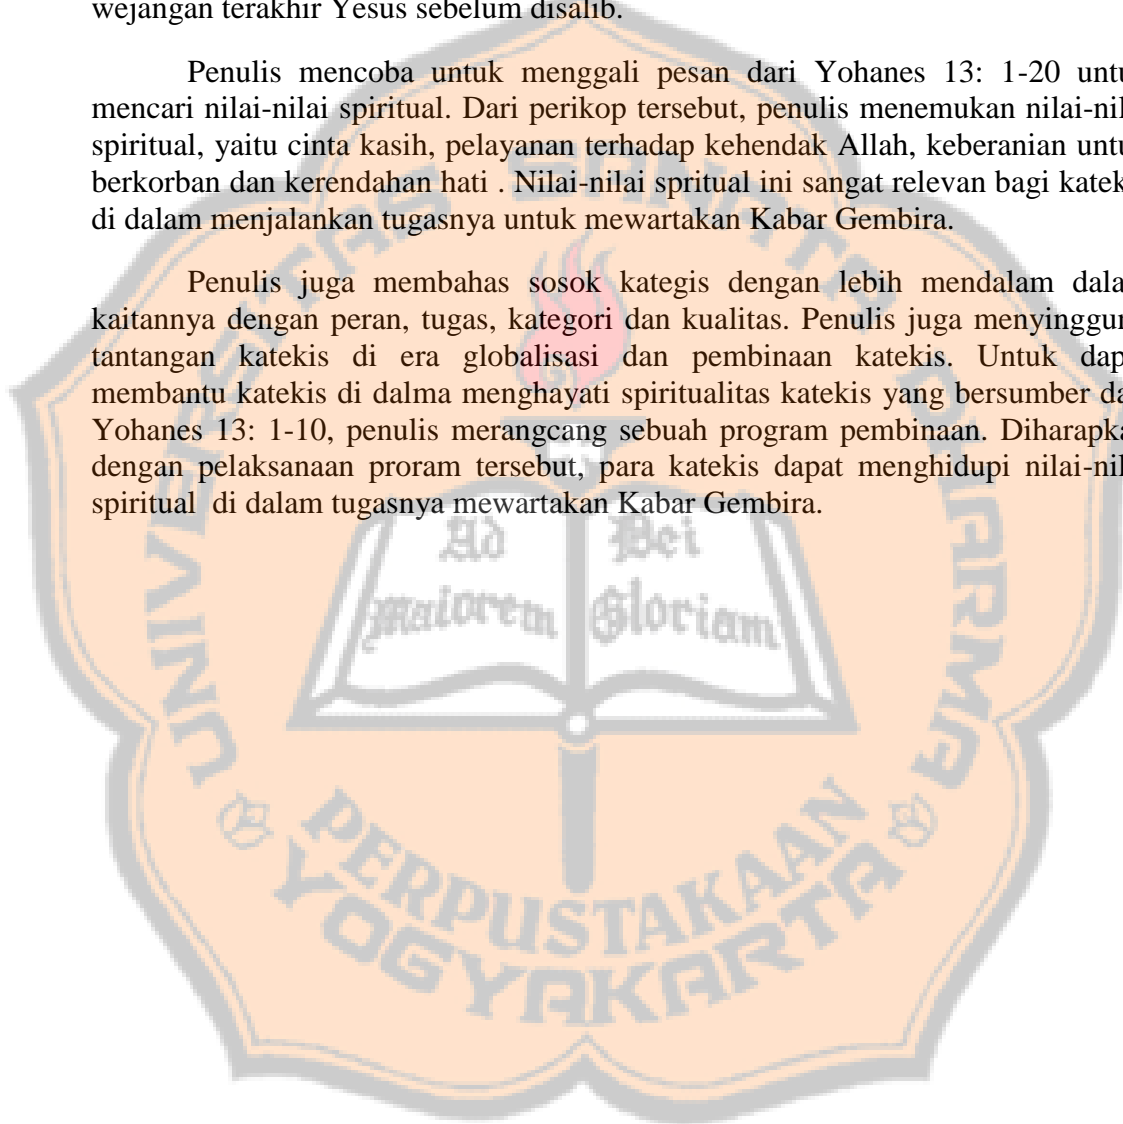 wejangan terakhir Yesus sebelum disalib.
Penulis mencoba untuk menggali pesan dari Yohanes 13: 1-20 untu
mencari nilai-nilai spiritual. Dari perikop tersebut, penulis menemukan nilai-nil
spiritual, yaitu cinta kasih, pelayanan terhadap kehendak Allah, keberanian untu
berkorban dan kerendahan hati . Nilai-nilai spritual ini sangat relevan bagi katek
di dalam menjalankan tugasnya untuk mewartakan Kabar Gembira.
Penulis juga membahas sosok kategis dengan lebih mendalam dala
kaitannya dengan peran, tugas, kategori dan kualitas. Penulis juga menyinggun
tantangan katekis di era globalisasi dan pembinaan katekis. Untuk dap
membantu katekis di dalna menghayati spiritualitas katekis yang bersumber da
Yohanes 13: 1-10, penulis merangcang sebuah program pembinaan. Diharapka
dengan pelaksanaan proram tersebut, para katekis dapat menghidupi nilai-nil
spiritual di dalam tugasnya mewartakan Kabar Gembira.
UNIVERSITAS SANATA DHARMA
Ad Dei
Maiorem Gloriam
PERPUSTAKAAN
YOGYAKARTA